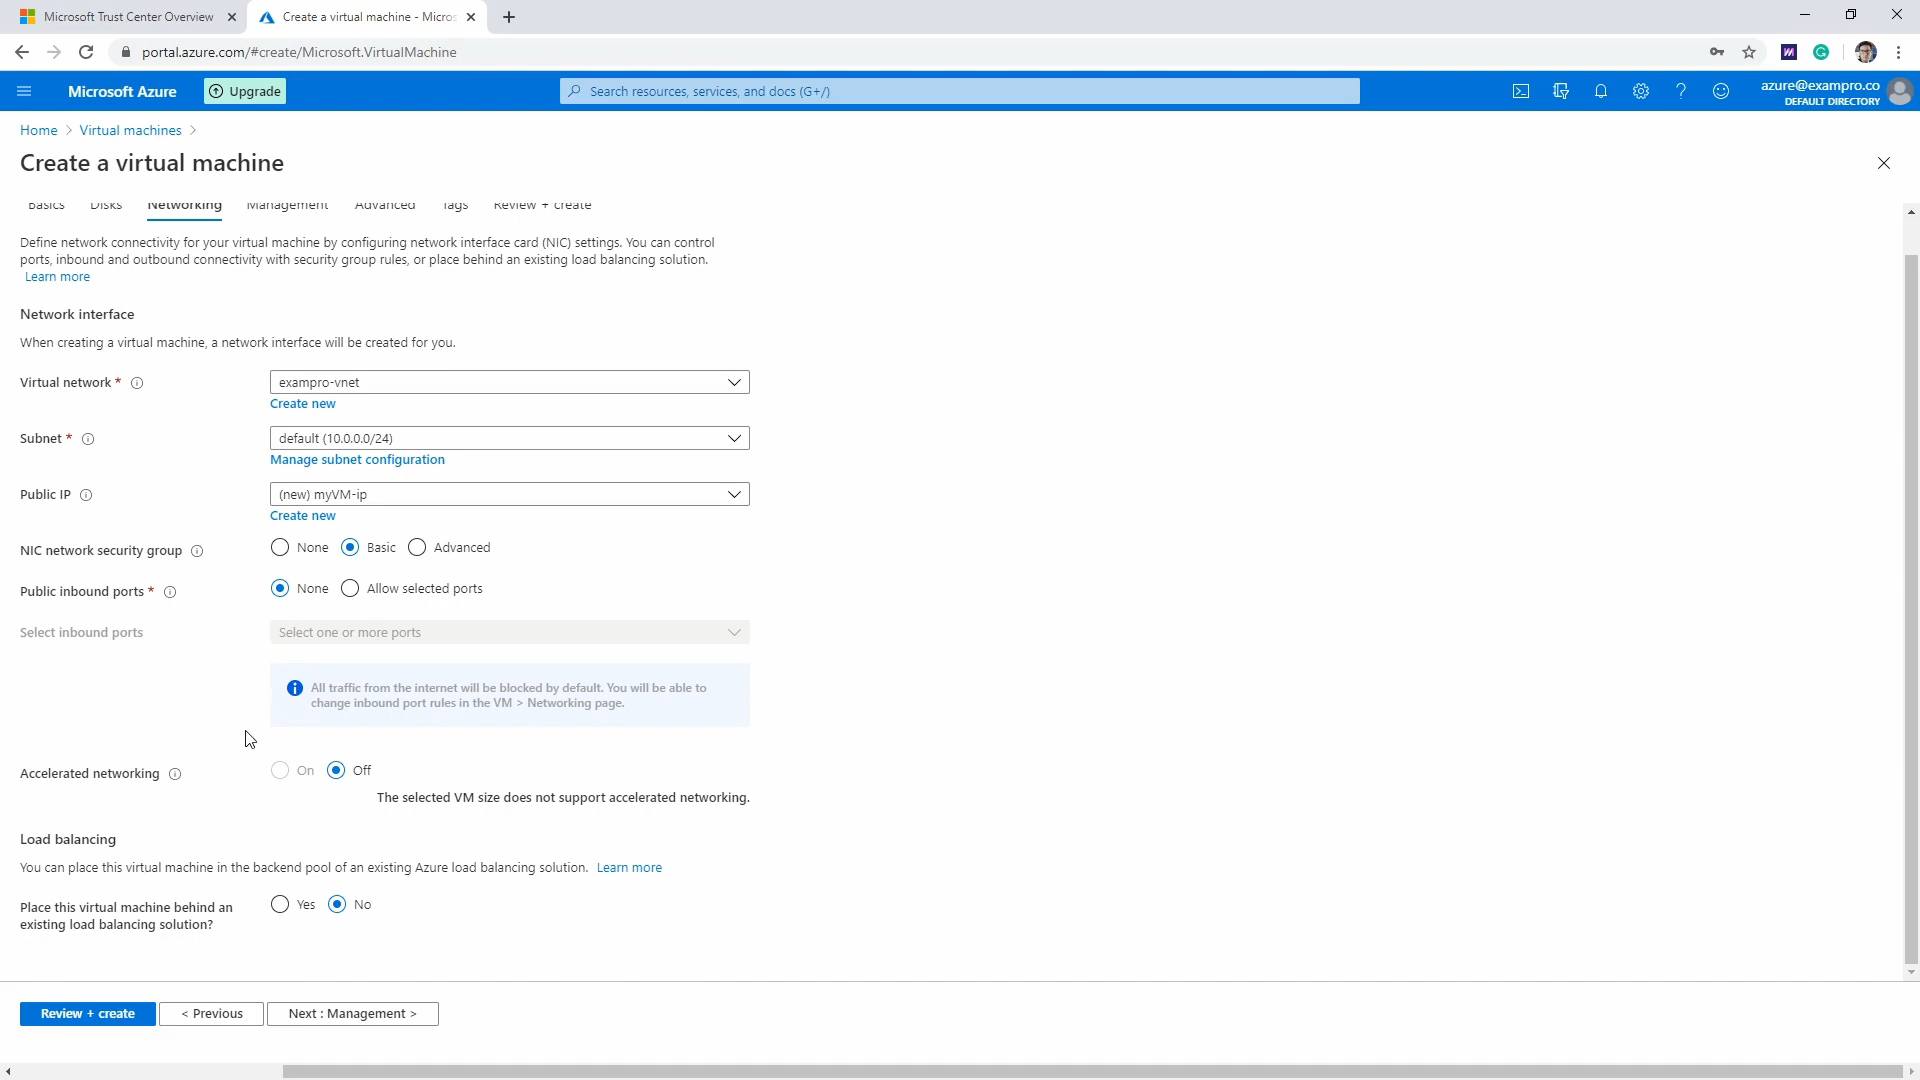 Microsoft Trust Center Overview
Create a virtual machine - Micros
portal.azure.com/#create/Microsoft.VirtualMachine
Microsoft Azure
Upgrade
Search resources, services, and docs (G+/)
azure@exampro.co
DEFAULT DIRECTORY
Home > Virtual machines >
Create a virtual machine
Basics Disks Networking Management Advanced Tags Review + create
Define network connectivity for your virtual machine by configuring network interface card (NIC) settings. You can control
ports, inbound and outbound connectivity with security group rules, or place behind an existing load balancing solution.
Learn more
Network interface
When creating a virtual machine, a network interface will be created for you.
Virtual network *
exampro-vnet
Create new
Subnet *
default (10.0.0.0/24)
Manage subnet configuration
Public IP
(new) myVM-ip
Create new
NIC network security group
None Basic Advanced
Public inbound ports *
None Allow selected ports
Select inbound ports
Select one or more ports
All traffic from the internet will be blocked by default. You will be able to
change inbound port rules in the VM > Networking page.
Accelerated networking
On Off
The selected VM size does not support accelerated networking.
Load balancing
You can place this virtual machine in the backend pool of an existing Azure load balancing solution. Learn more
Place this virtual machine behind an
existing load balancing solution?
Yes No
Review + create
< Previous
Next : Management >